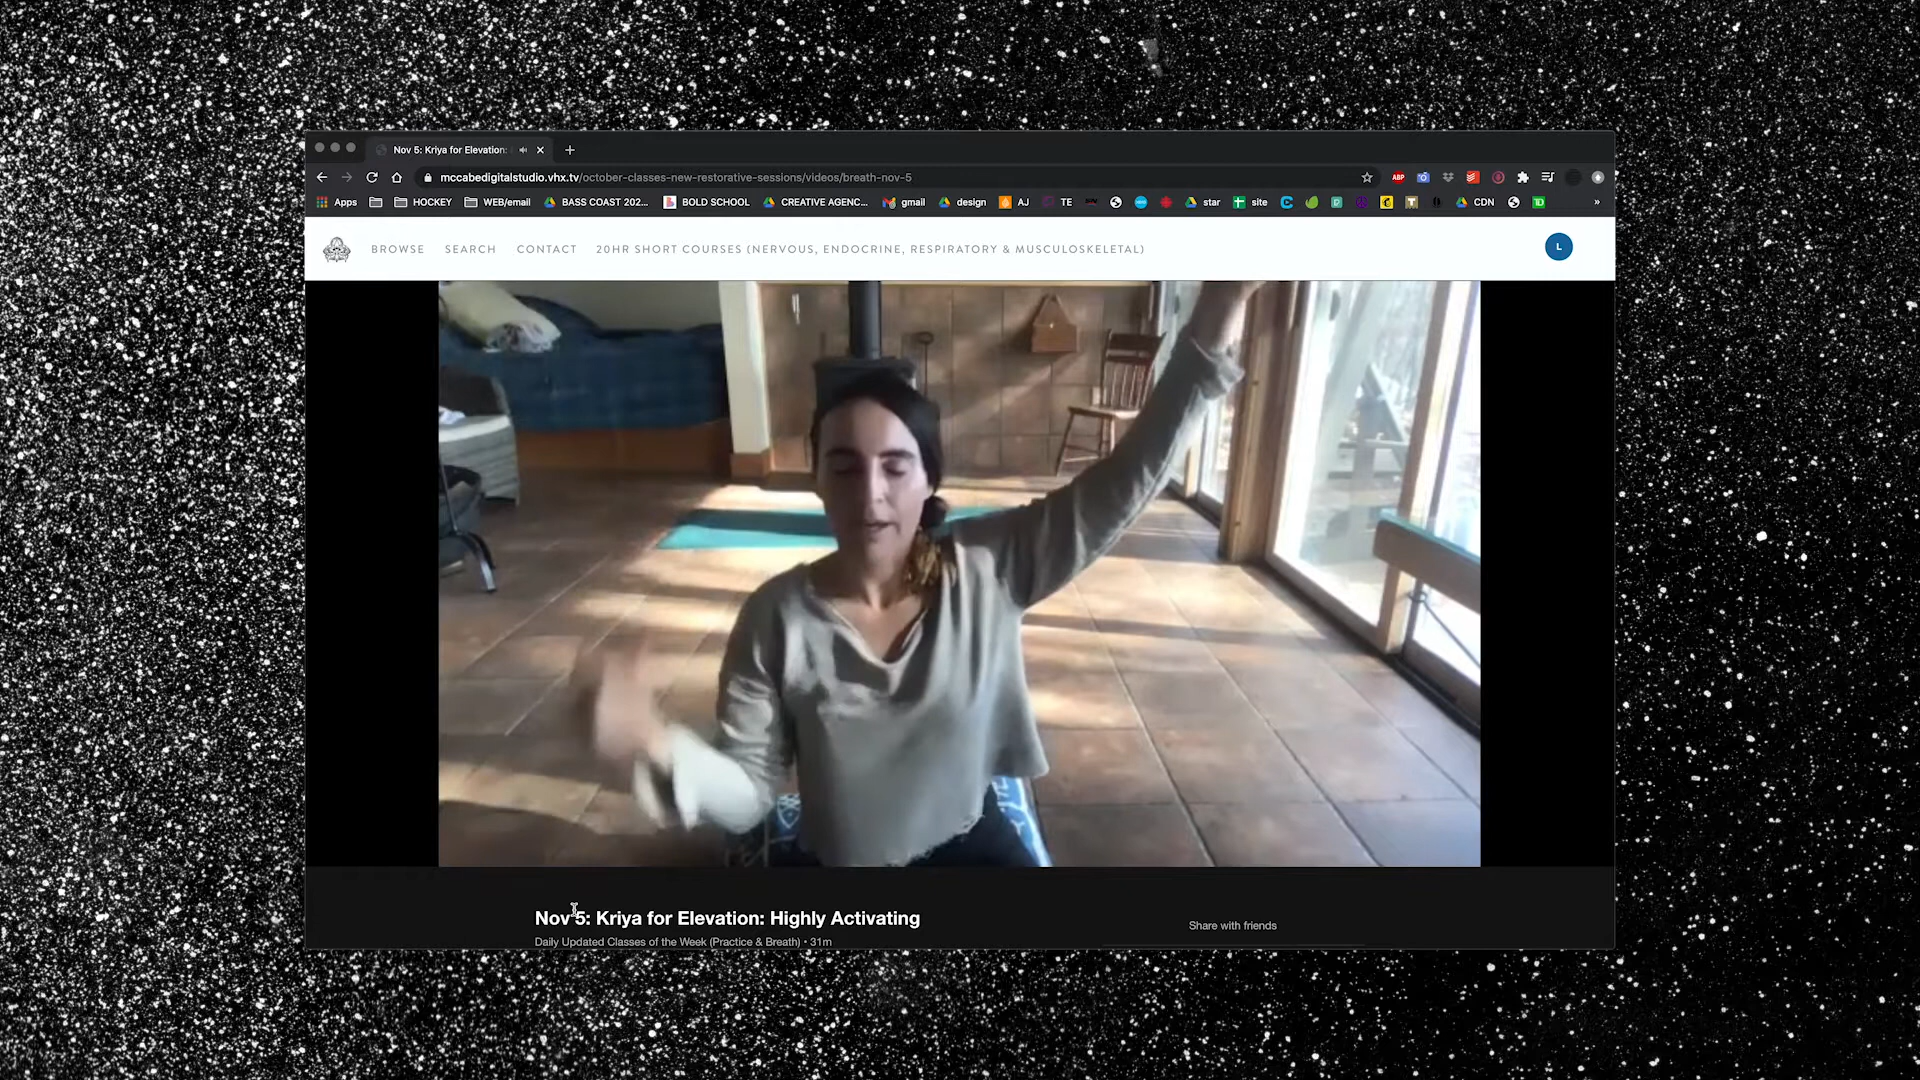 Nov 5: Kriya for Elevation:
mccabedigitalstudio.vhx.tv/october-classes-new-restorative-sessions/videos/breath-nov-5
ABP
Apps HOCKEY WEB/email BASS COAST 202... BOLD SCHOOL CREATIVE AGENC... gmail design AJ TE star site CDN »
BROWSE SEARCH CONTACT 20HR SHORT COURSES (NERVOUS, ENDOCRINE, RESPIRATORY & MUSCULOSKELETAL) L
Nov 5: Kriya for Elevation: Highly Activating
Share with friends
Daily Updated Classes of the Week (Practice & Breath) • 31m